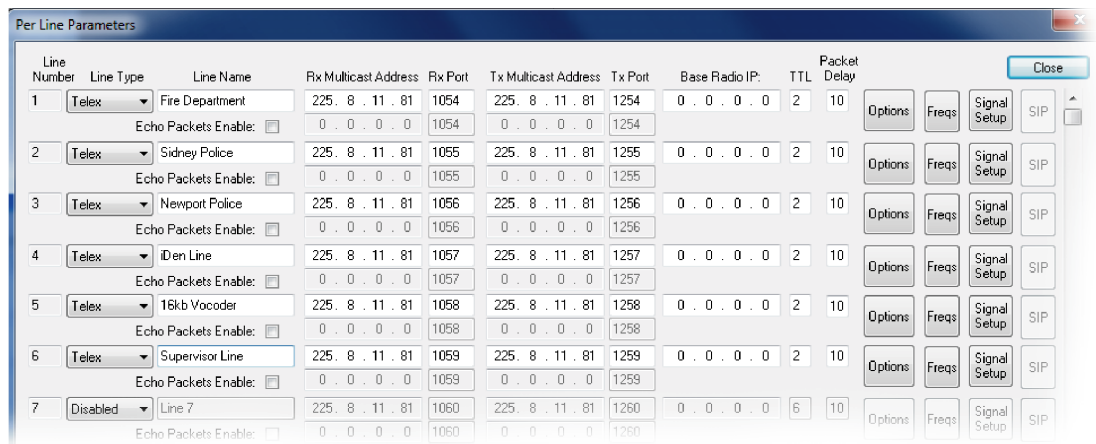 Per Line Parameters
x
Line Number Line Type Line Name Rx Multicast Address Rx Port Tx Multicast Address Tx Port Base Radio IP: TTL Packet Delay
Close
1 Telex Fire Department 225. 8 . 11 . 81 1054 225. 8 . 11 . 81 1254 0 . 0 . 0 . 0 2 10 Options Freqs Signal Setup SIP
Echo Packets Enable: 0 . 0 . 0 . 0 1054 0 . 0 . 0 . 0 1254
2 Telex Sidney Police 225. 8 . 11 . 81 1055 225. 8 . 11 . 81 1255 0 . 0 . 0 . 0 2 10 Options Freqs Signal Setup SIP
Echo Packets Enable: 0 . 0 . 0 . 0 1055 0 . 0 . 0 . 0 1255
3 Telex Newport Police 225. 8 . 11 . 81 1056 225. 8 . 11 . 81 1256 0 . 0 . 0 . 0 2 10 Options Freqs Signal Setup SIP
Echo Packets Enable: 0 . 0 . 0 . 0 1056 0 . 0 . 0 . 0 1256
4 Telex iDen Line 225. 8 . 11 . 81 1057 225. 8 . 11 . 81 1257 0 . 0 . 0 . 0 2 10 Options Freqs Signal Setup SIP
Echo Packets Enable: 0 . 0 . 0 . 0 1057 0 . 0 . 0 . 0 1257
5 Telex 16kb Vocoder 225. 8 . 11 . 81 1058 225. 8 . 11 . 81 1258 0 . 0 . 0 . 0 2 10 Options Freqs Signal Setup SIP
Echo Packets Enable: 0 . 0 . 0 . 0 1058 0 . 0 . 0 . 0 1258
6 Telex Supervisor Line 225. 8 . 11 . 81 1059 225. 8 . 11 . 81 1259 0 . 0 . 0 . 0 2 10 Options Freqs Signal Setup SIP
Echo Packets Enable: 0 . 0 . 0 . 0 1059 0 . 0 . 0 . 0 1259
7 Disabled Line 7 225. 8 . 11 . 81 1060 225. 8 . 11 . 81 1260 0 . 0 . 0 . 0 6 10 Options Freqs Signal Setup SIP
Echo Packets Enable: 0 . 0 . 0 . 0 1060 0 . 0 . 0 . 0 1260